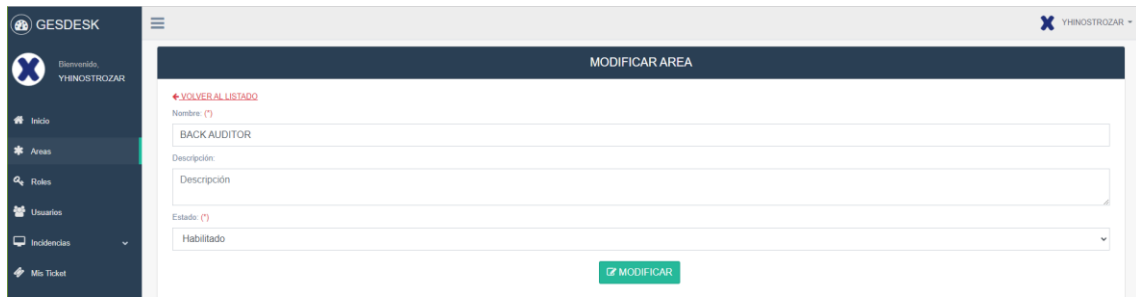 GESDESK
YHINOSTROZAR
Bienvenido,
YHINOSTROZAR
Inicio
Areas
Roles
Usuarios
Incidencias
Mis Ticket
MODIFICAR AREA
VOLVER AL LISTADO
Nombre: (*)
BACK AUDITOR
Descripción:
Descripción
Estado: (*)
Habilitado
MODIFICAR